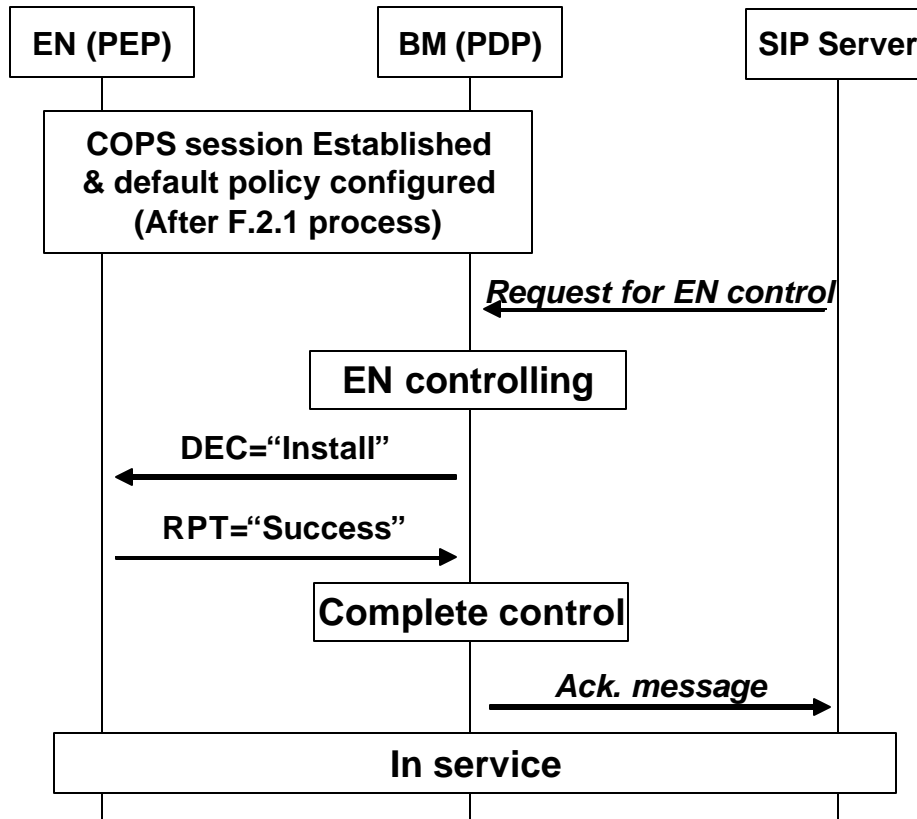 EN (PEP)
BM (PDP)
SIP Server
COPS session Established
& default policy configured
(After F.2.1 process)
Request for EN control
EN controlling
DEC=“Install”
RPT=“Success”
Complete control
Ack. message
In service